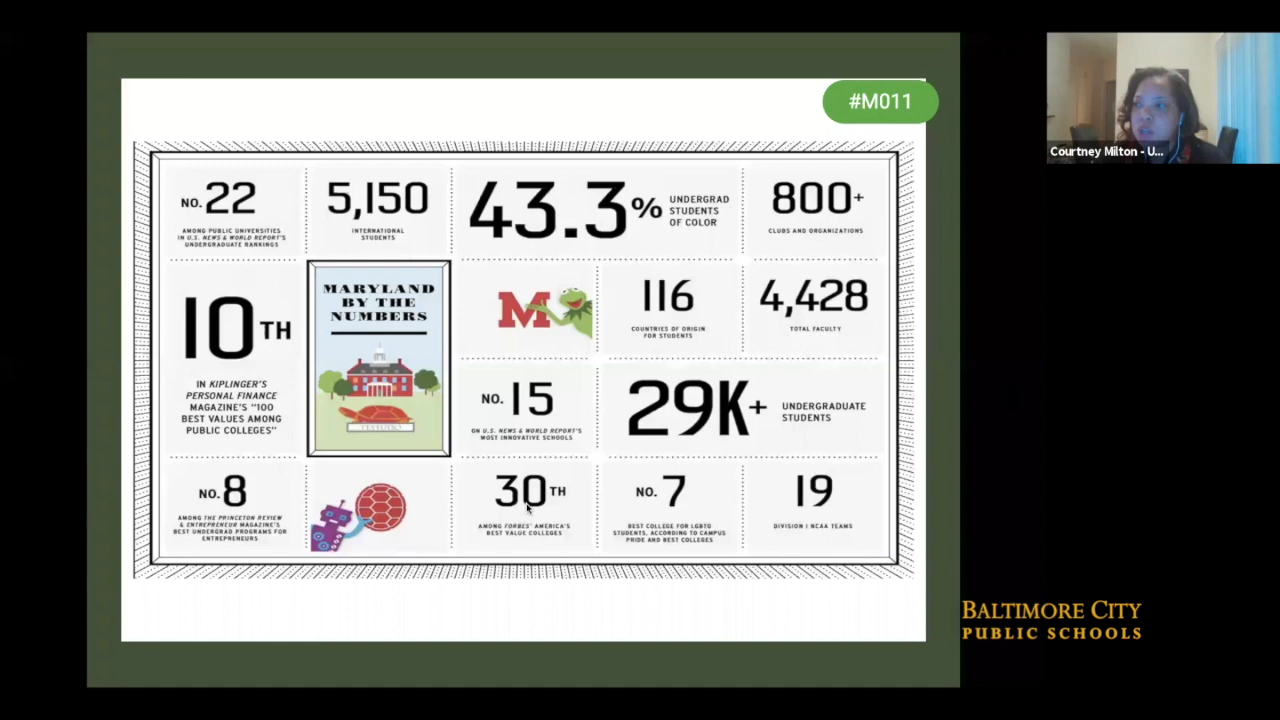 #M011
NO. 22
AMONG PUBLIC UNIVERSITIES
IN U.S. NEWS & WORLD REPORT'S
UNDERGRADUATE RANKINGS
5,150
INTERNATIONAL
STUDENTS
43.3%
UNDERGRAD
STUDENTS
OF COLOR
800+
CLUBS AND ORGANIZATIONS
10TH
IN KIPLINGER'S
PERSONAL FINANCE
MAGAZINE'S "100
BEST VALUES AMONG
PUBLIC COLLEGES"
MARYLAND
BY THE
NUMBERS
M
116
COUNTRIES OF ORIGIN
FOR STUDENTS
4,428
TOTAL FACULTY
NO. 15
ON U.S. NEWS & WORLD REPORT'S
MOST INNOVATIVE SCHOOLS
29K+
UNDERGRADUATE
STUDENTS
NO. 8
AMONG THE PRINCETON REVIEW
& ENTREPRENEUR MAGAZINE'S
BEST UNDERGRAD PROGRAMS FOR
ENTREPRENEURS
30TH
AMONG FORBES' AMERICA'S
BEST VALUE COLLEGES
NO. 7
BEST COLLEGE FOR LGBTQ
STUDENTS, ACCORDING TO CAMPUS
PRIDE AND BEST COLLEGES
19
DIVISION I NCAA TEAMS
Courtney Milton - U...
BALTIMORE CITY
PUBLIC SCHOOLS